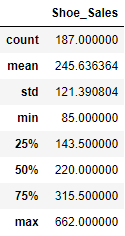 Shoe_Sales
count 187.000000
mean 245.636364
std 121.390804
min 85.000000
25% 143.500000
50% 220.000000
75% 315.500000
max 662.000000